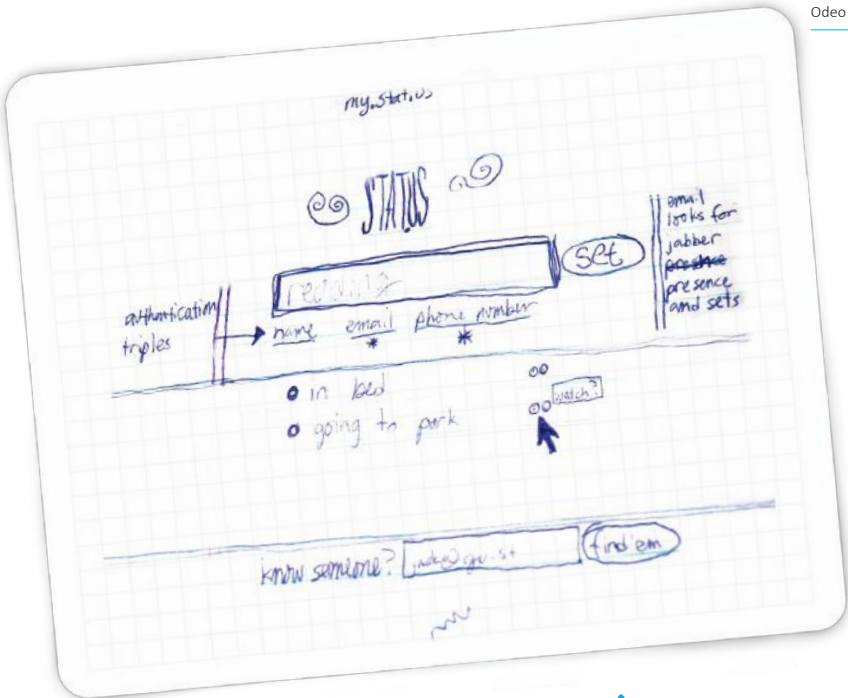 Odeo
my.stat.us
STATUS
reading set
name email phone number
* *
authentication
triples
email
looks for
jabber
presence
presence
and sets
in bed
going to park
watch?
know someone? find'em